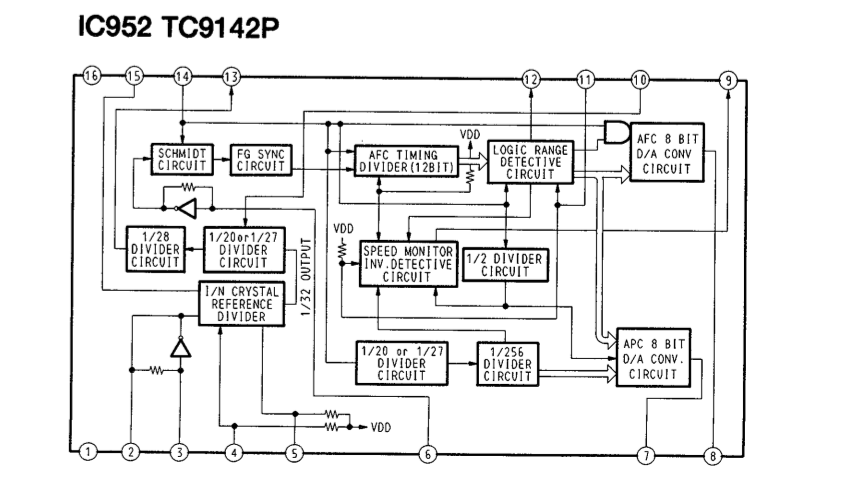 IC952 TC9142P
16
15
14
13
12
11
10
9
VDD
SCHMIDT
CIRCUIT
FG SYNC
CIRCUIT
AFC TIMING
DIVIDER (12BIT)
LOGIC RANGE
DETECTIVE
CIRCUIT
AFC 8 BIT
D/A CONV
CIRCUIT
VDD
1/28
DIVIDER
CIRCUIT
1/20or1/27
DIVIDER
CIRCUIT
SPEED MONITOR
INV.DETECTIVE
CIRCUIT
1/2 DIVIDER
CIRCUIT
1/32 OUTPUT
I/N CRYSTAL
REFERENCE
DIVIDER
1/20 or 1/27
DIVIDER
CIRCUIT
1/256
DIVIDER
CIRCUIT
APC 8 BIT
D/A CONV.
CIRCUIT
VDD
1
2
3
4
5
6
7
8